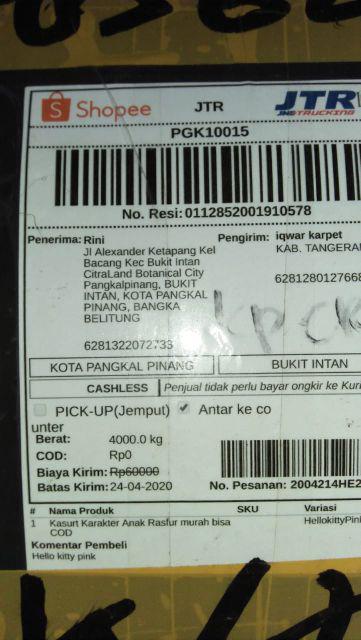 Shopee JTR JTR
JNE TRUCKING
PGK10015
No. Resi: 0112852001910578
Penerima: Rini
Jl Alexander Ketapang Kel
Bacang Kec Bukit intan
CitraLand Botanical City
Pangkalpinang, BUKIT
INTAN, KOTA PANGKAL
PINANG, BANGKA
BELITUNG
6281322072733
Pengirim: iqwar karpet
KAB. TANGERA
628128012766
KOTA PANGKAL PINANG BUKIT INTAN
CASHLESS Penjual tidak perlu bayar ongkir ke Kur
PICK-UP(Jemput) Antar ke co
unter
Berat: 4000.0 kg
COD: Rp0
Biaya Kirim: Rp60000
Batas Kirim: 24-04-2020
No. Pesanan: 2004214HE2
# Nama Produk SKU Variasi
1 Kasurt Karakter Anak Rasfur murah bisa HellokittyPin
COD
Komentar Pembeli
Hello kitty pink